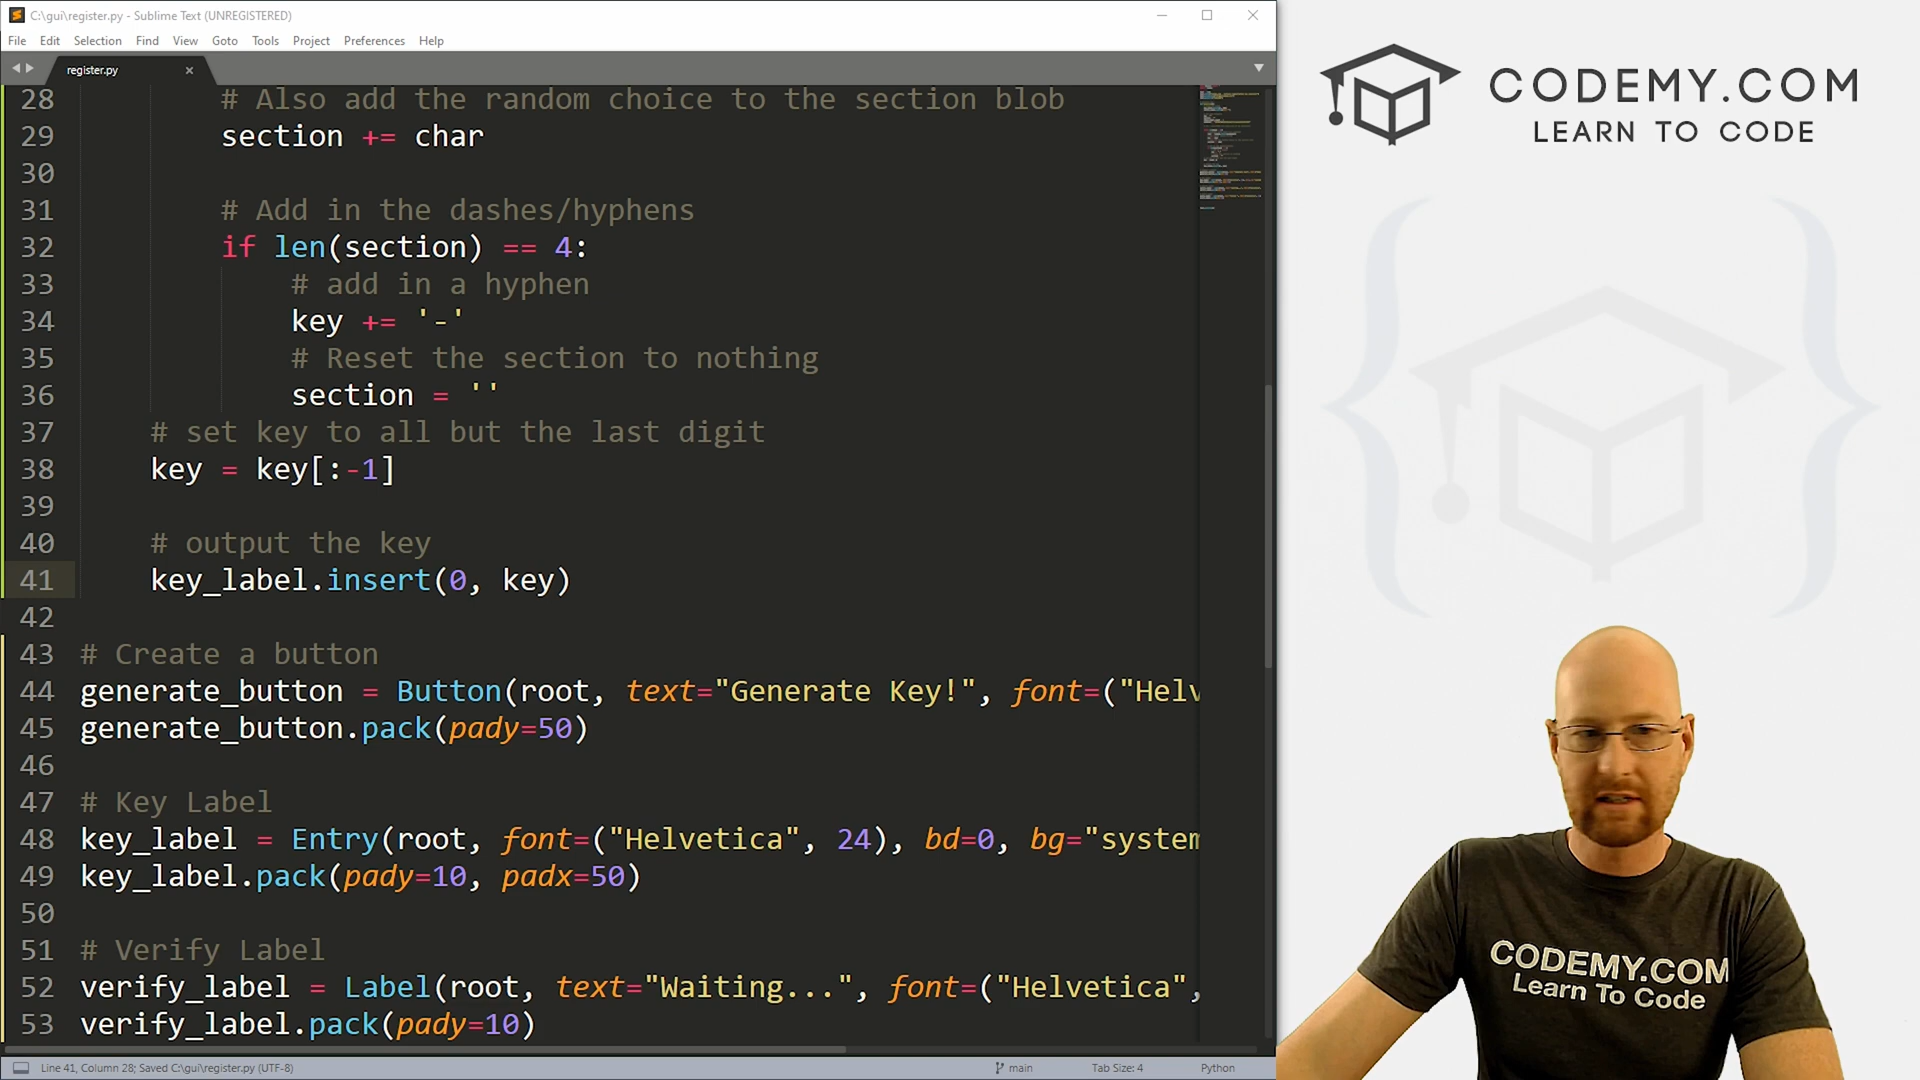 C:\gui\register.py - Sublime Text (UNREGISTERED)
File Edit Selection Find View Goto Tools Project Preferences Help
register.py
28 # Also add the random choice to the section blob
29 section += char
30
31 # Add in the dashes/hyphens
32 if len(section) == 4:
33 # add in a hyphen
34 key += '-'
35 # Reset the section to nothing
36 section = ''
37 # set key to all but the last digit
38 key = key[:-1]
39
40 # output the key
41 key_label.insert(0, key)
42
43 # Create a button
44 generate_button = Button(root, text="Generate Key!", font=("Helv
45 generate_button.pack(pady=50)
46
47 # Key Label
48 key_label = Entry(root, font=("Helvetica", 24), bd=0, bg="system
49 key_label.pack(pady=10, padx=50)
50
51 # Verify Label
52 verify_label = Label(root, text="Waiting...", font=("Helvetica",
53 verify_label.pack(pady=10)
Line 41, Column 28; Saved C:\gui\register.py (UTF-8) main Tab Size: 4 Python
CODEMY.COM
LEARN TO CODE
CODEMY.COM
Learn To Code